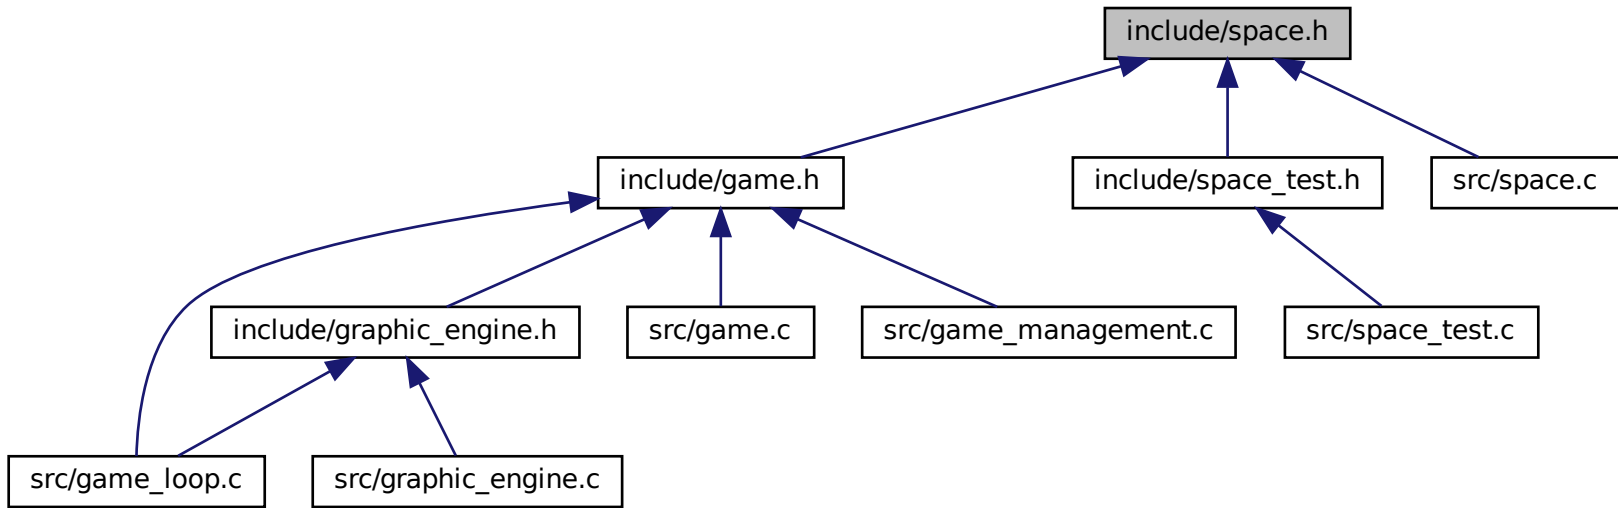 include/space.h
include/game.h
include/space_test.h
src/space.c
include/graphic_engine.h
src/game.c
src/game_management.c
src/space_test.c
src/game_loop.c
src/graphic_engine.c